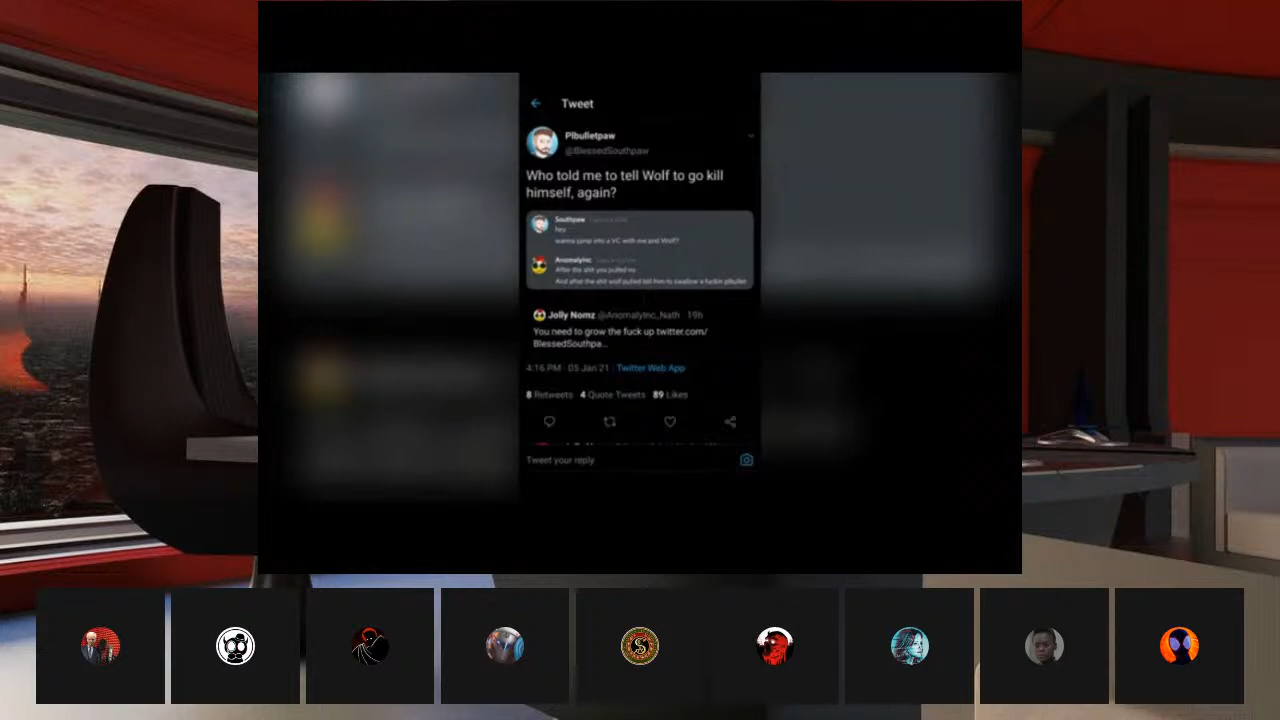 Tweet
Plbulletpaw
@BlessedSouthpaw
Who told me to tell Wolf to go kill
himself, again?
Southpaw
hey
wanna jump into a VC with me and Wolf?
AnomalyInc
After the shit you pulled no
And after the shit wolf pulled tell him to swallow a fuckin plbullet
Jolly Nomz @AnomalyInc_Nath 19h
You need to grow the fuck up twitter.com/
BlessedSouthpa...
4:16 PM · 05 Jan 21 · Twitter Web App
8 Retweets 4 Quote Tweets 89 Likes
Tweet your reply